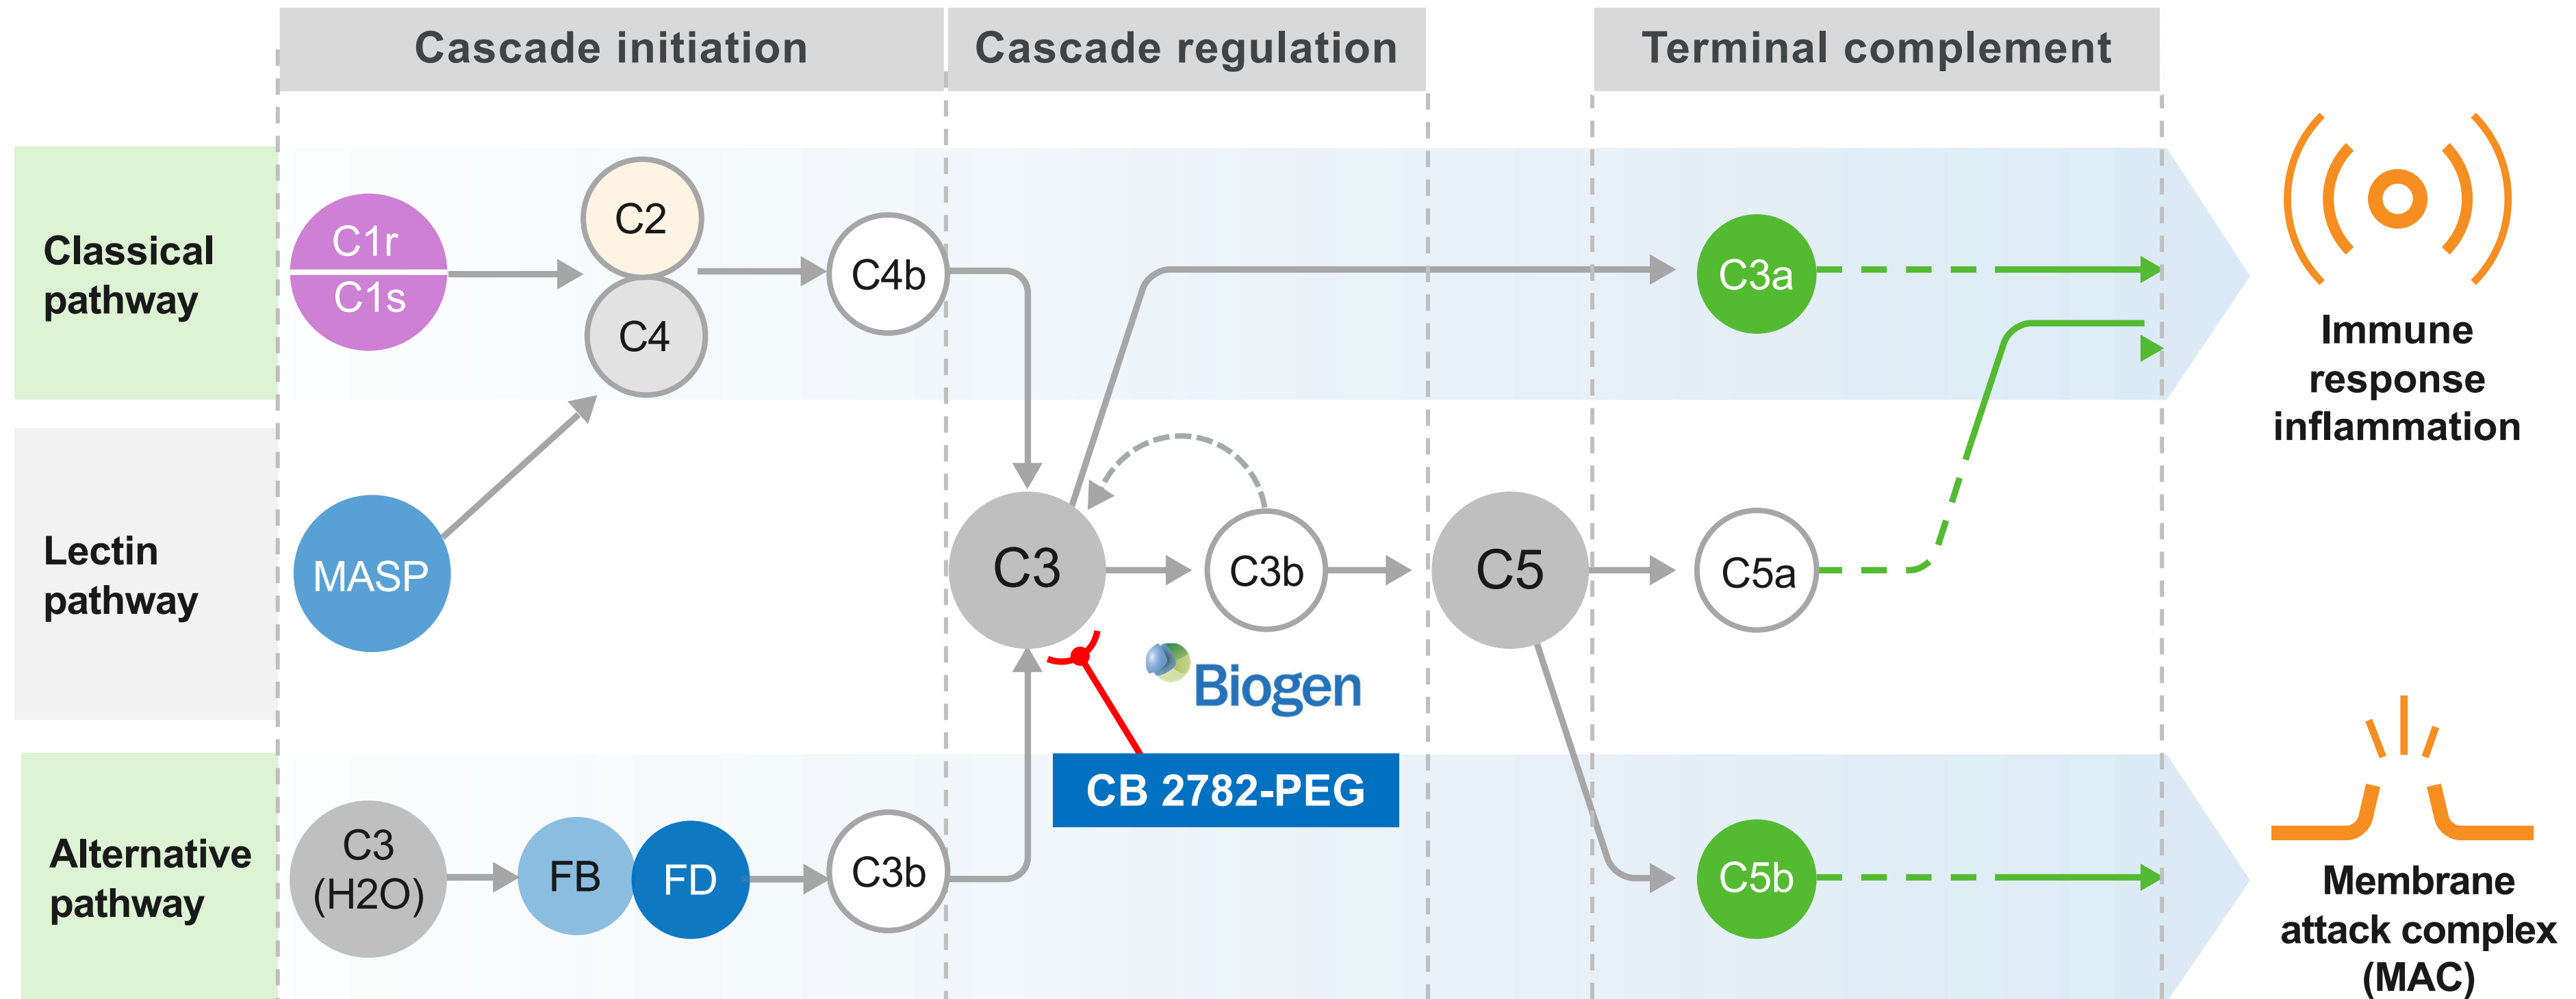 Cascade initiation
Cascade regulation
Terminal complement
Classical
pathway
C1r
C1s
C2
C4
C4b
C3a
Immune
response
inflammation
Lectin
pathway
MASP
C3
C3b
C5
C5a
Biogen
CB 2782-PEG
Alternative
pathway
C3
(H2O)
FB
FD
C3b
C5b
Membrane
attack complex
(MAC)